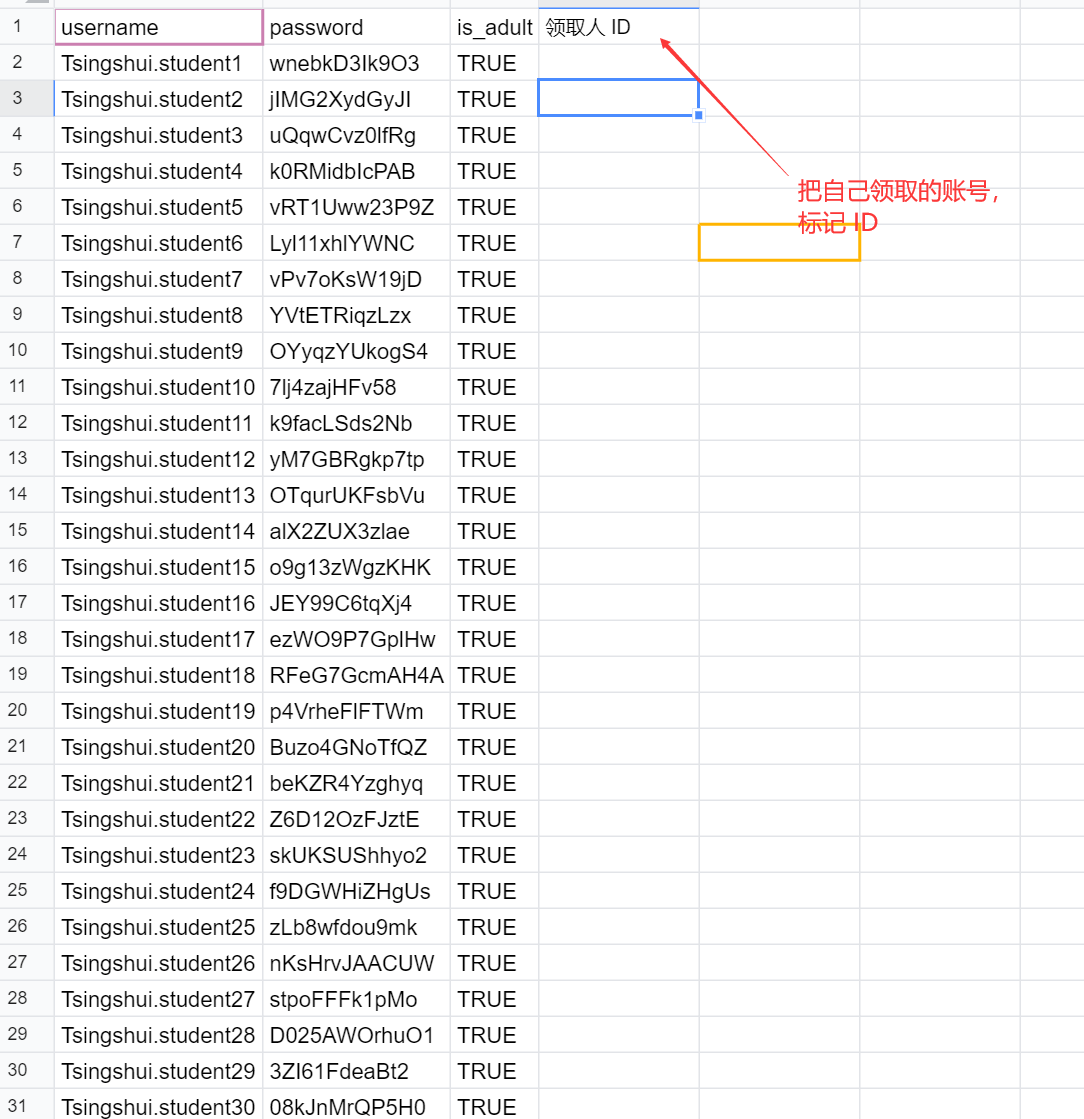 1 username password is_adult 领取人 ID
2 Tsingshui.student1 wnebkD3Ik9O3 TRUE
3 Tsingshui.student2 jIMG2XydGyJI TRUE
4 Tsingshui.student3 uQqwCvz0lfRg TRUE
5 Tsingshui.student4 k0RMidbIcPAB TRUE
把自己领取的账号，
6 Tsingshui.student5 vRT1Uww23P9Z TRUE
标记 ID
7 Tsingshui.student6 Lyl11xhlYWNC TRUE
8 Tsingshui.student7 vPv7oKsW19jD TRUE
9 Tsingshui.student8 YVtETRiqzLzx TRUE
10 Tsingshui.student9 OYyqzYUkogS4 TRUE
11 Tsingshui.student10 7lj4zajHFv58 TRUE
12 Tsingshui.student11 k9facLSds2Nb TRUE
13 Tsingshui.student12 yM7GBRgkp7tp TRUE
14 Tsingshui.student13 OTqurUKFsbVu TRUE
15 Tsingshui.student14 alX2ZUX3zlae TRUE
16 Tsingshui.student15 o9g13zWgzKHK TRUE
17 Tsingshui.student16 JEY99C6tqXj4 TRUE
18 Tsingshui.student17 ezWO9P7GplHw TRUE
19 Tsingshui.student18 RFeG7GcmAH4A TRUE
20 Tsingshui.student19 p4VrheFlFTWm TRUE
21 Tsingshui.student20 Buzo4GNoTfQZ TRUE
22 Tsingshui.student21 beKZR4Yzghyq TRUE
23 Tsingshui.student22 Z6D12OzFJztE TRUE
24 Tsingshui.student23 skUKSUShhyo2 TRUE
25 Tsingshui.student24 f9DGWHiZHgUs TRUE
26 Tsingshui.student25 zLb8wfdou9mk TRUE
27 Tsingshui.student26 nKsHrvJAACUW TRUE
28 Tsingshui.student27 stpoFFFk1pMo TRUE
29 Tsingshui.student28 D025AWOrhuO1 TRUE
30 Tsingshui.student29 3ZI61FdeaBt2 TRUE
31 Tsingshui.student30 08kJnMrQP5H0 TRUE